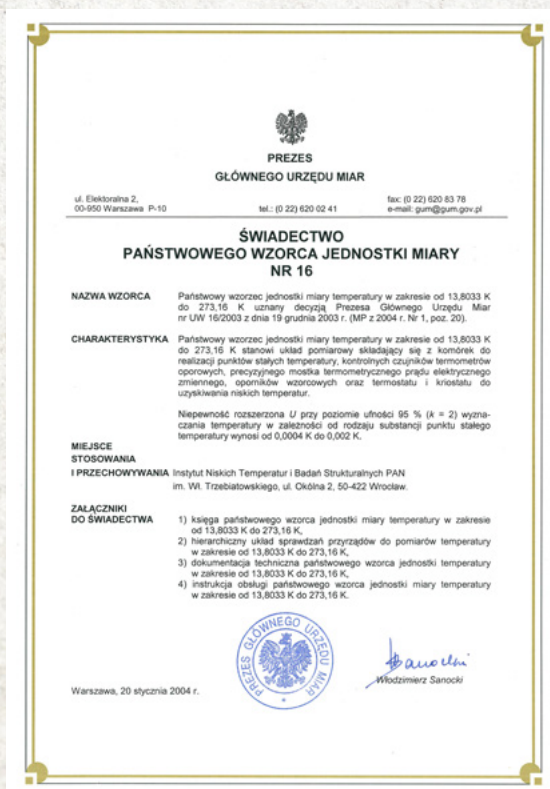 PREZES
GŁÓWNEGO URZĘDU MIAR
ul. Elektoralna 2,
00-950 Warszawa P-10
tel.: (0 22) 620 02 41
fax: (0 22) 620 83 78
e-mail: gum@gum.gov.pl
ŚWIADECTWO
PAŃSTWOWEGO WZORCA JEDNOSTKI MIARY
NR 16
NAZWA WZORCA
Państwowy wzorzec jednostki miary temperatury w zakresie od 13,8033 K
do 273,16 K uznany decyzją Prezesa Głównego Urzędu Miar
nr UW 16/2003 z dnia 19 grudnia 2003 r. (MP z 2004 r. Nr 1, poz. 20).
CHARAKTERYSTYKA
Państwowy wzorzec jednostki miary temperatury w zakresie od 13,8033 K
do 273,16 K stanowi układ pomiarowy składający się z komórek do
realizacji punktów stałych temperatury, kontrolnych czujników termometrów
oporowych, precyzyjnego mostka termometrycznego prądu elektrycznego
zmiennego, oporników wzorcowych oraz termostatu i kriostatu do
uzyskiwania niskich temperatur.
Niepewność rozszerzona U przy poziomie ufności 95 % (k = 2) wyzna-
czania temperatury w zależności od rodzaju substancji punktu stałego
temperatury wynosi od 0,0004 K do 0,002 K.
MIEJSCE
STOSOWANIA
I PRZECHOWYWANIA Instytut Niskich Temperatur i Badań Strukturalnych PAN
im. Wł. Trzebiatowskiego, ul. Okólna 2, 50-422 Wrocław.
ZAŁĄCZNIKI
DO ŚWIADECTWA
1) księga państwowego wzorca jednostki miary temperatury w zakresie
od 13,8033 K do 273,16 K,
2) hierarchiczny układ sprawdzań przyrządów do pomiarów temperatury
w zakresie od 13,8033 K do 273,16 K,
3) dokumentacja techniczna państwowego wzorca jednostki temperatury
w zakresie od 13,8033 K do 273,16 K,
4) instrukcja obsługi państwowego wzorca jednostki miary temperatury
w zakresie od 13,8033 K do 273,16 K.
PREZES GŁÓWNEGO URZĘDU MIAR
Sanocki
Włodzimierz Sanocki
Warszawa, 20 stycznia 2004 r.